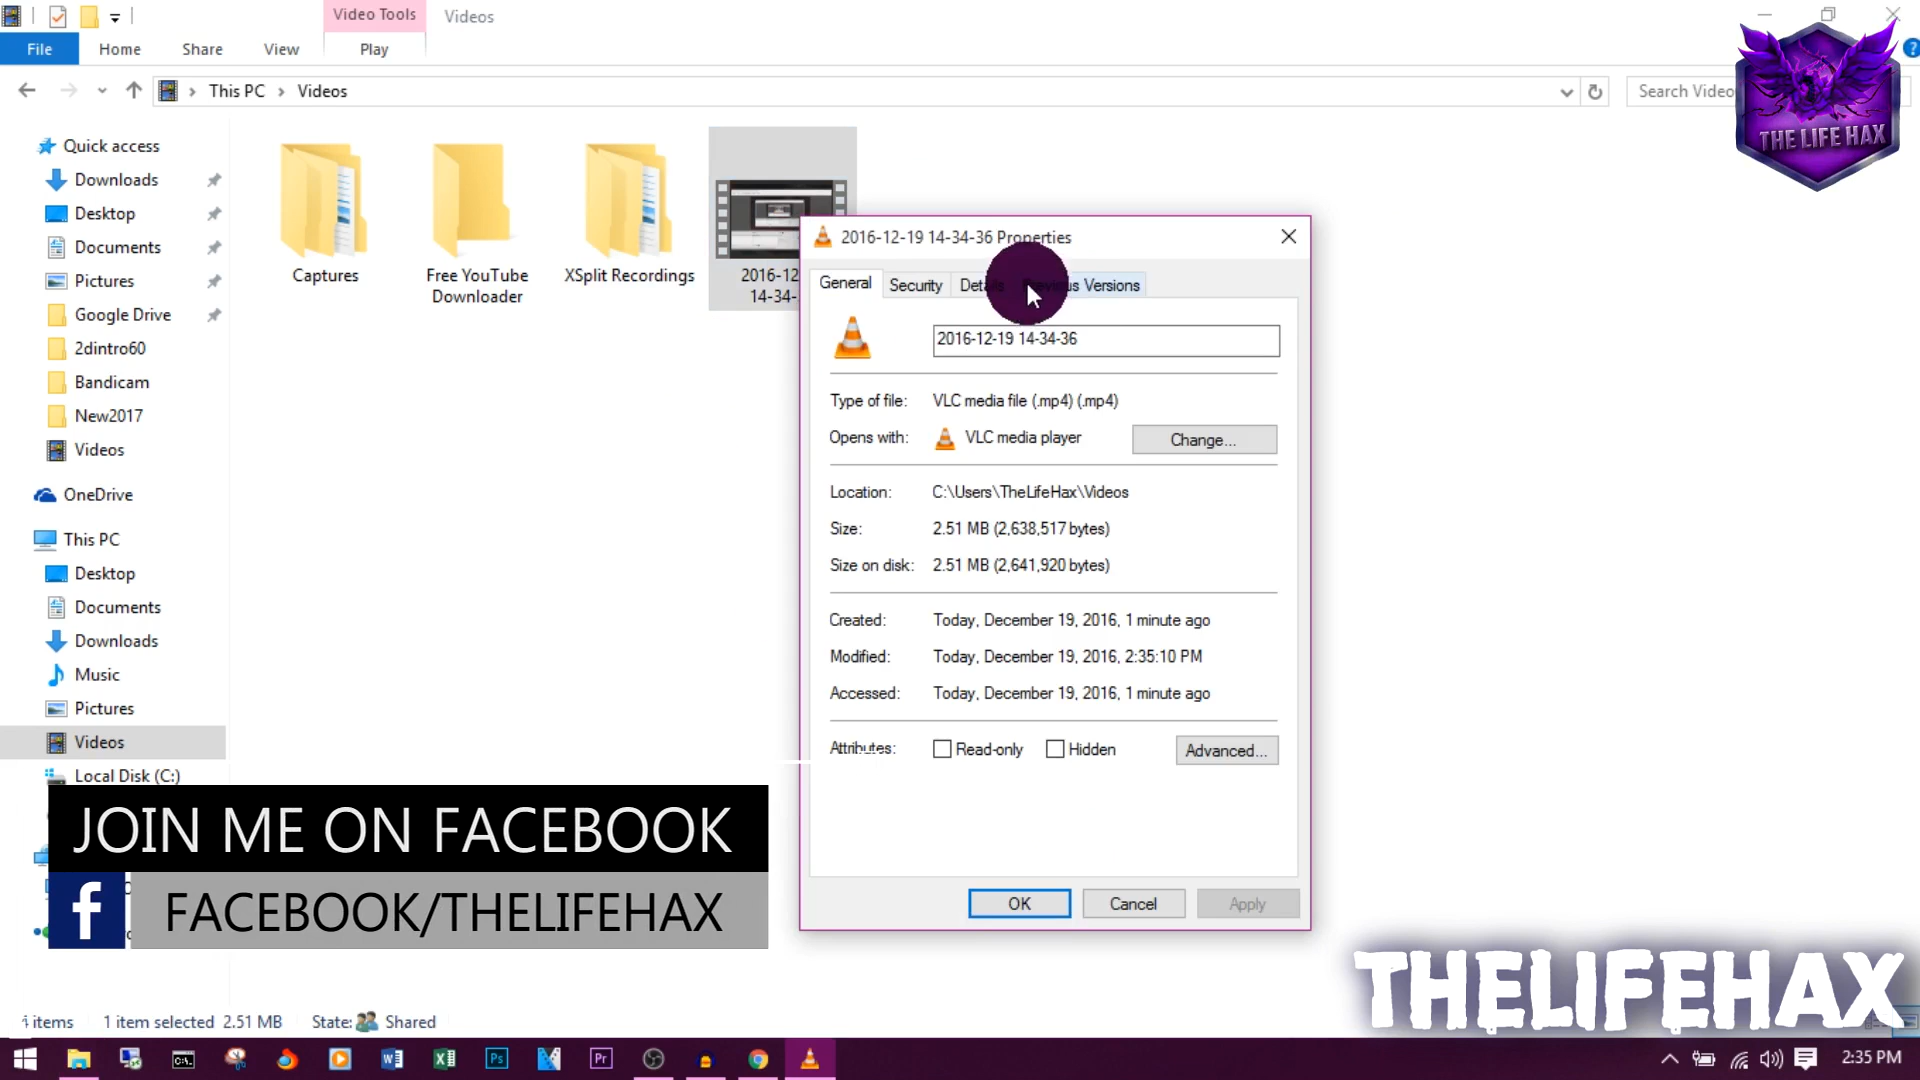 Video Tools
Videos
File
Home
Share
View
Play
This PC
Videos
Search Video
THE LIFE HAX
Quick access
Downloads
Desktop
Documents
Pictures
Google Drive
2dintro60
Bandicam
New2017
Videos
OneDrive
This PC
Desktop
Documents
Downloads
Music
Pictures
Videos
Local Disk (C:)
Captures
Free YouTube
Downloader
XSplit Recordings
2016-12
14-34-
2016-12-19 14-34-36 Properties
General
Security
Details
Previous Versions
2016-12-19 14-34-36
Type of file: VLC media file (.mp4) (.mp4)
Opens with: VLC media player
Change...
Location: C:\Users\TheLifeHax\Videos
Size: 2.51 MB (2,638,517 bytes)
Size on disk: 2.51 MB (2,641,920 bytes)
Created: Today, December 19, 2016, 1 minute ago
Modified: Today, December 19, 2016, 2:35:10 PM
Accessed: Today, December 19, 2016, 1 minute ago
Attributes: Read-only Hidden
Advanced...
OK
Cancel
Apply
JOIN ME ON FACEBOOK
f FACEBOOK/THELIFEHAX
THELIFEHAX
4 items 1 item selected 2.51 MB State: Shared
2:35 PM